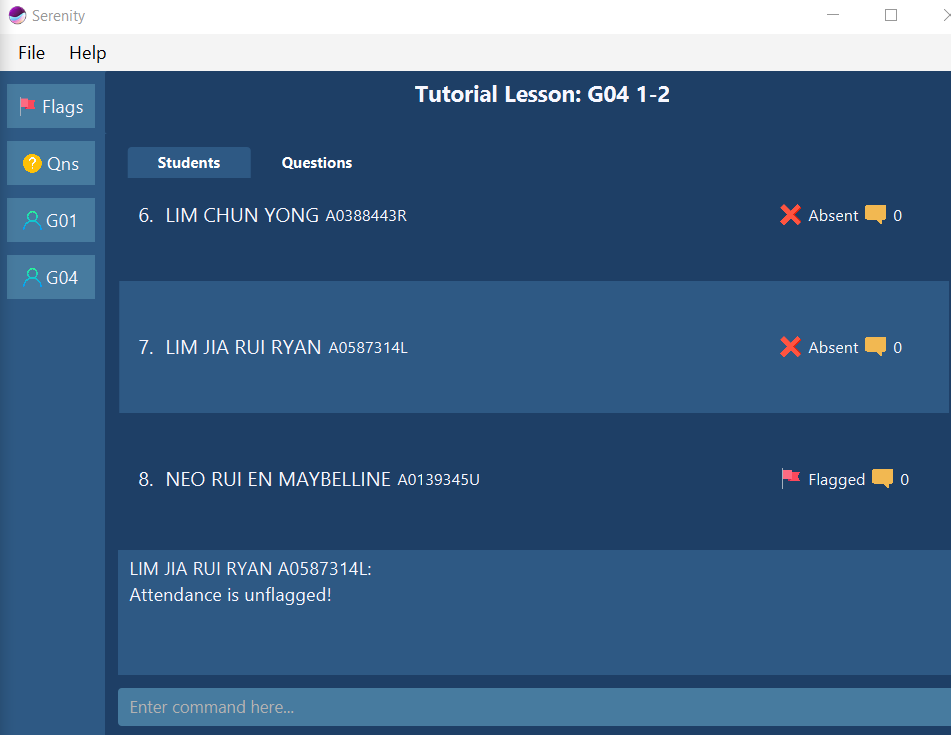 Serenity
File Help
Flags
Qns
G01
G04
Tutorial Lesson: G04 1-2
Students Questions
6. LIM CHUN YONG A0388443R Absent 0
7. LIM JIA RUI RYAN A0587314L Absent 0
8. NEO RUI EN MAYBELLINE A0139345U Flagged 0
LIM JIA RUI RYAN A0587314L:
Attendance is unflagged!
Enter command here...